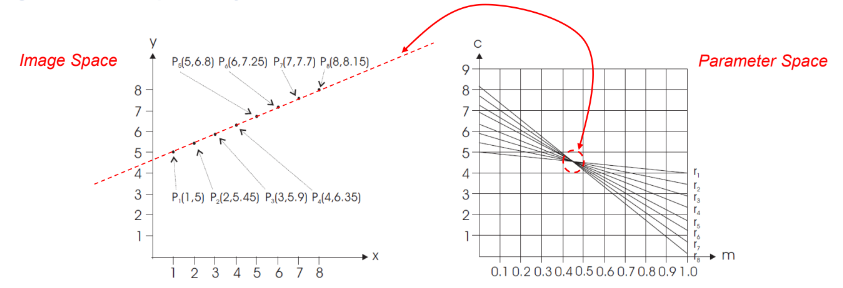 Image Space
y
P₅(5,6.8) P₆(6,7.25) P₇(7,7.7) P₈(8,8.15)
8
7
6
5
4
3
2
1
P₁(1,5) P₂(2,5.45) P₃(3,5.9) P₄(4,6.35)
x
1 2 3 4 5 6 7 8
c
Parameter Space
9
8
7
6
5
4
3
2
1
r₁
r₂
r₃
r₄
r₅
r₆
r₇
r₈
m
0.1 0.2 0.3 0.4 0.5 0.6 0.7 0.8 0.9 1.0